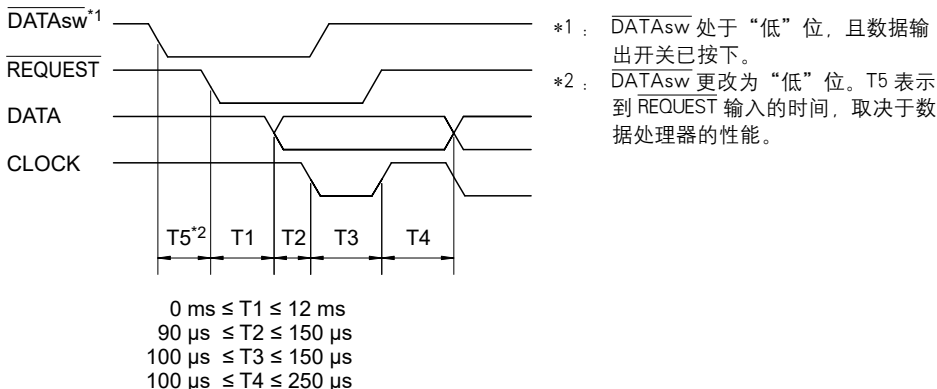 DATAsw*1
REQUEST
DATA
CLOCK
T5*2 T1 T2 T3 T4
0 ms ≤ T1 ≤ 12 ms
90 µs ≤ T2 ≤ 150 µs
100 µs ≤ T3 ≤ 150 µs
100 µs ≤ T4 ≤ 250 µs
*1： DATAsw 处于“低”位，且数据输
出开关已按下。
*2： DATAsw 更改为“低”位。T5 表示
到 REQUEST 输入的时间，取决于数
据处理器的性能。